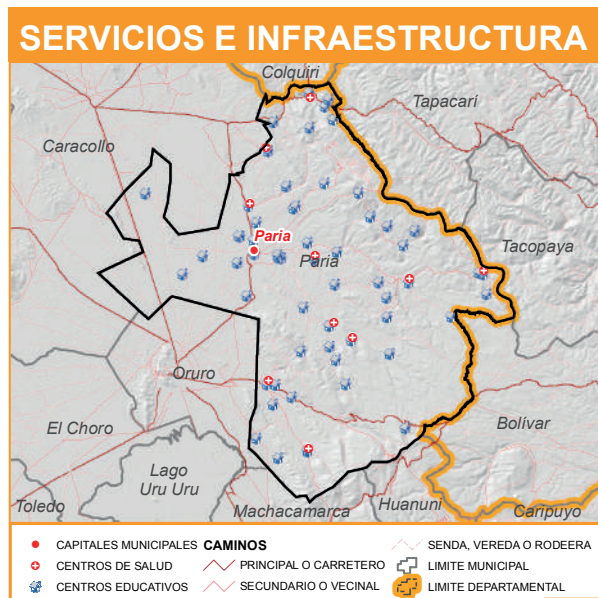 SERVICIOS E INFRAESTRUCTURA
Colquiri
Tapacarí
Caracollo
Paria
Tacopaya
Paria
Oruro
El Choro
Bolívar
Lago
Uru Uru
Toledo
Machacamarca
Huanuni
Caripuyo
CAPITALES MUNICIPALES
CENTROS DE SALUD
CENTROS EDUCATIVOS
CAMINOS
PRINCIPAL O CARRETERO
SECUNDARIO O VECINAL
SENDA, VEREDA O RODEERA
LIMITE MUNICIPAL
LIMITE DEPARTAMENTAL